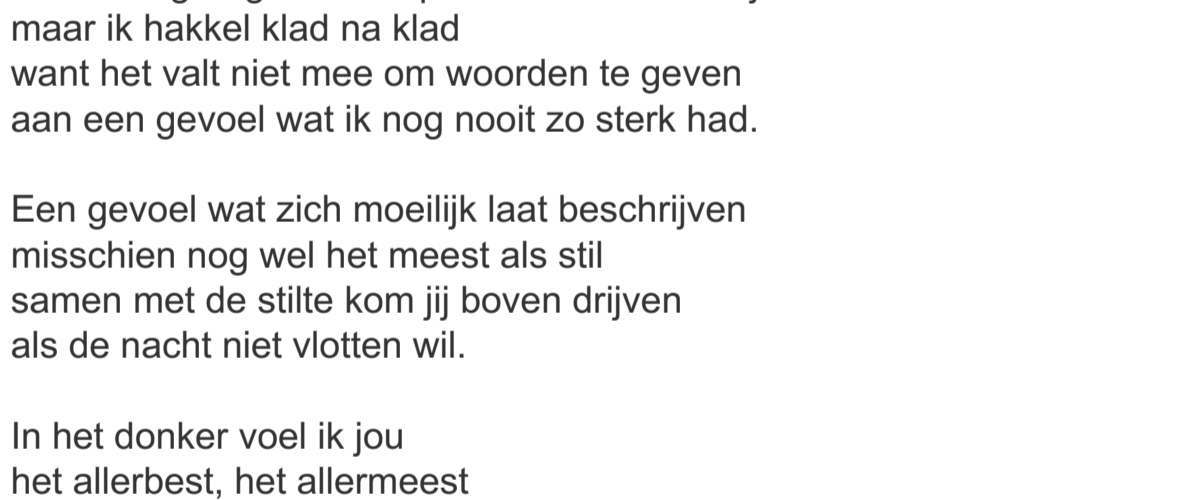 maar ik hakkel klad na klad
want het valt niet mee om woorden te geven
aan een gevoel wat ik nog nooit zo sterk had.
Een gevoel wat zich moeilijk laat beschrijven
misschien nog wel het meest als stil
samen met de stilte kom jij boven drijven
als de nacht niet vlotten wil.
In het donker voel ik jou
het allerbest, het allermeest